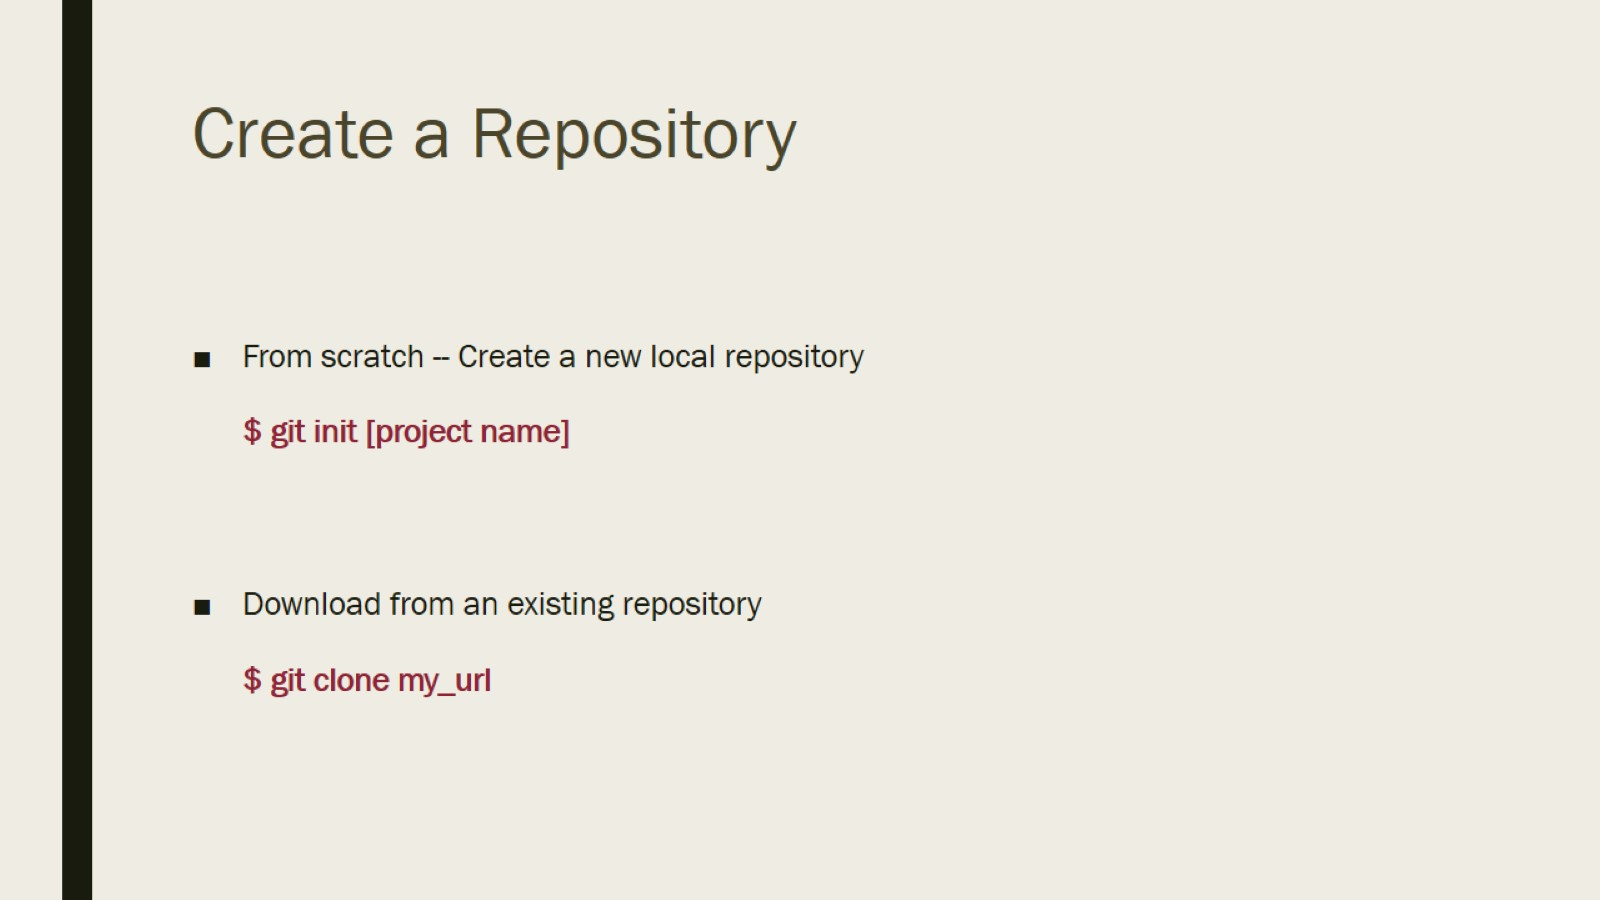 Create a Repository
■ From scratch -- Create a new local repository
$ git init [project name]
■ Download from an existing repository
$ git clone my_url